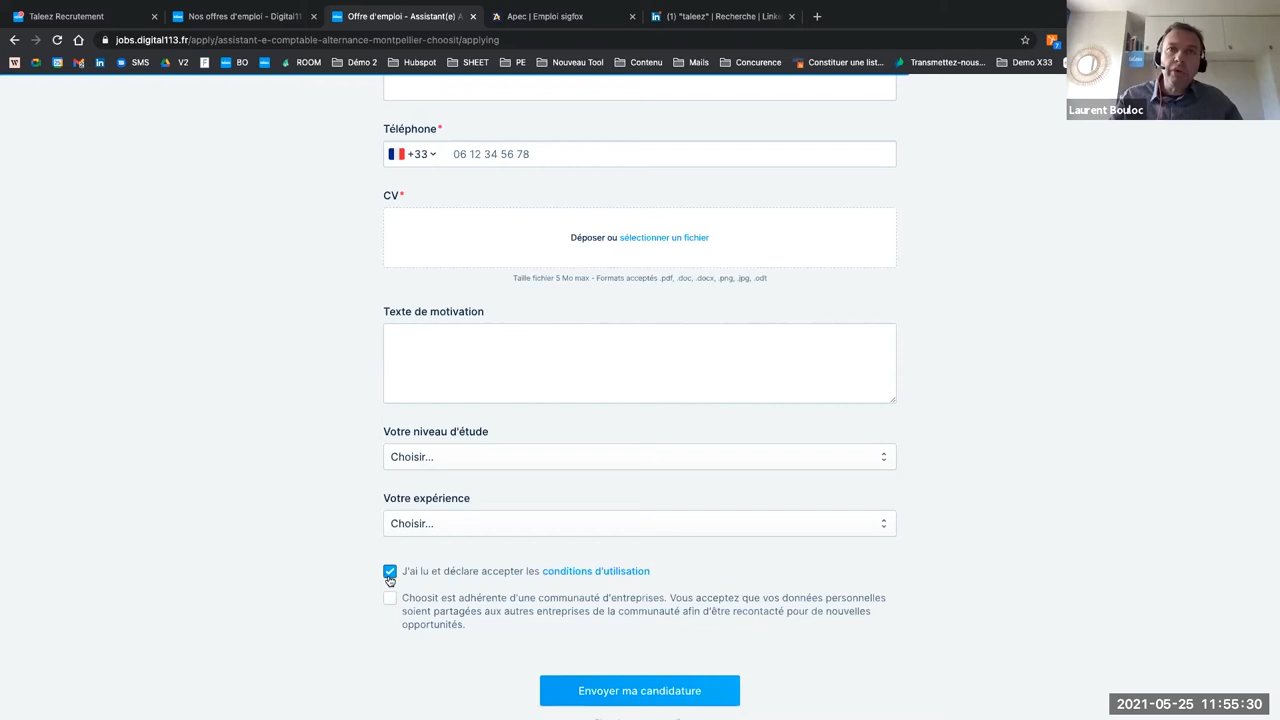 Taleez Recrutement
Nos offres d'emploi - Digital11
Offre d'emploi - Assistant(e) A
Apec | Emploi sigfox
(1) "taleez" | Recherche | Linke
jobs.digital113.fr/apply/assistant-e-comptable-alternance-montpellier-choosit/applying
SMS
V2
BO
ROOM
Démo 2
Hubspot
SHEET
PE
Nouveau Tool
Contenu
Mails
Concurence
Constituer une list...
Transmettez-nous...
Demo X33
Laurent Bouloc
Téléphone*
+33
06 12 34 56 78
CV*
Déposer ou sélectionner un fichier
Taille fichier 5 Mo max - Formats acceptés .pdf, .doc, .docx, .png, .jpg, .odt
Texte de motivation
Votre niveau d'étude
Choisir...
Votre expérience
Choisir...
J'ai lu et déclare accepter les conditions d'utilisation
Choosit est adhérente d'une communauté d'entreprises. Vous acceptez que vos données personnelles
soient partagées aux autres entreprises de la communauté afin d'être recontacté pour de nouvelles
opportunités.
Envoyer ma candidature
2021-05-25 11:55:30